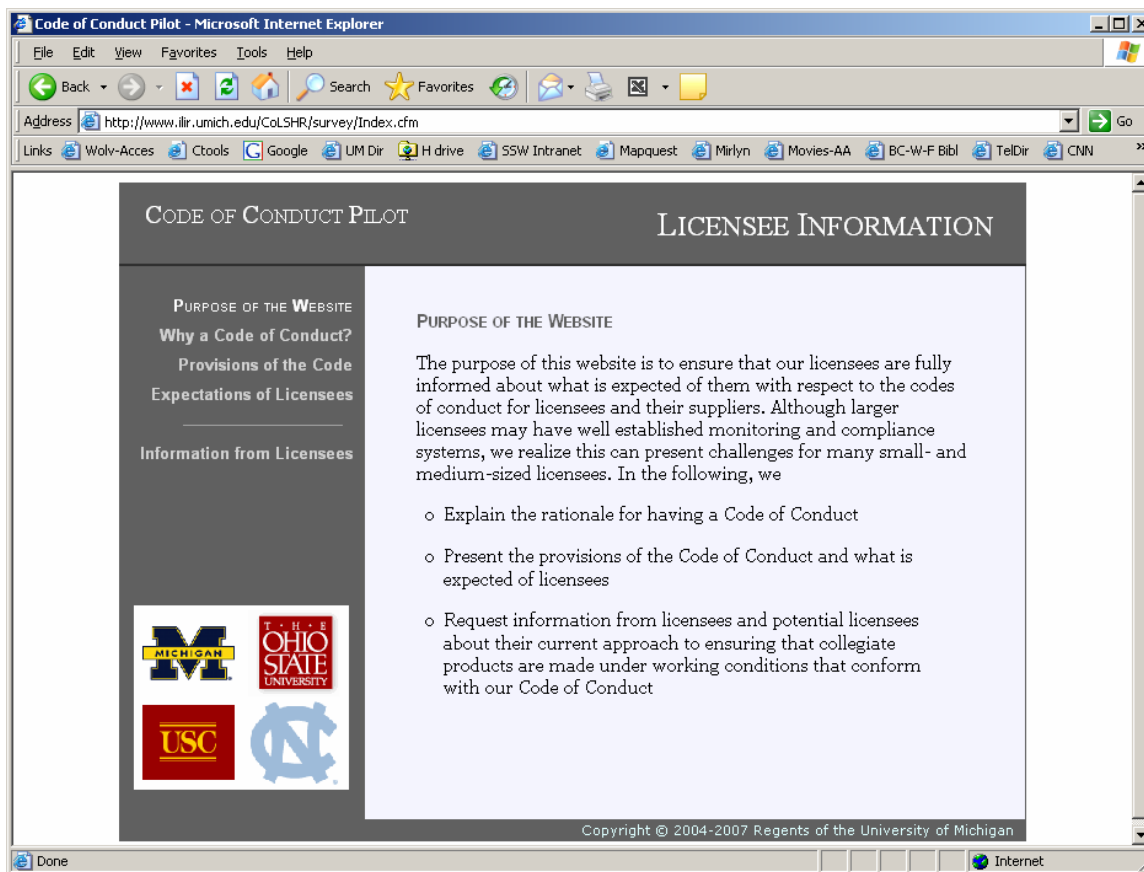 Code of Conduct Pilot - Microsoft Internet Explorer
File Edit View Favorites Tools Help
Back Search Favorites
Address http://www.ilir.umich.edu/CoLSHR/survey/Index.cfm Go
Links Wolv-Acces Ctools Google UM Dir H drive SSW Intranet Mapquest Mirlyn Movies-AA BC-W-F Bibl TelDir CNN »
CODE OF CONDUCT PILOT
LICENSEE INFORMATION
PURPOSE OF THE WEBSITE
Why a Code of Conduct?
Provisions of the Code
Expectations of Licensees
Information from Licensees
MICHIGAN
T·H·E
OHIO
STATE
UNIVERSITY
USC
NC
PURPOSE OF THE WEBSITE
The purpose of this website is to ensure that our licensees are fully
informed about what is expected of them with respect to the codes
of conduct for licensees and their suppliers. Although larger
licensees may have well established monitoring and compliance
systems, we realize this can present challenges for many small- and
medium-sized licensees. In the following, we
o Explain the rationale for having a Code of Conduct
o Present the provisions of the Code of Conduct and what is
expected of licensees
o Request information from licensees and potential licensees
about their current approach to ensuring that collegiate
products are made under working conditions that conform
with our Code of Conduct
Copyright © 2004-2007 Regents of the University of Michigan
Done Internet